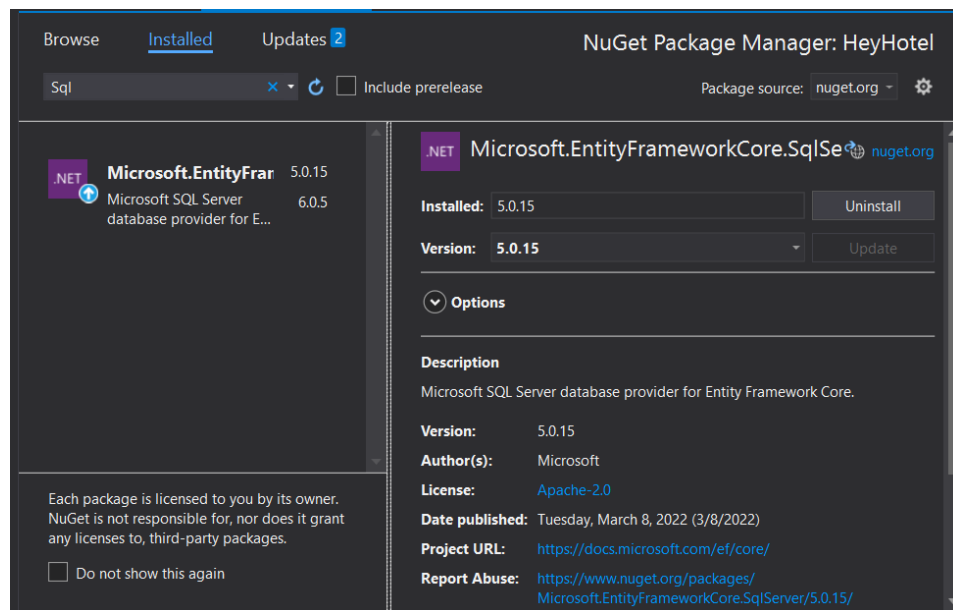 Browse Installed Updates 2 NuGet Package Manager: HeyHotel
Sql Include prerelease Package source: nuget.org
.NET Microsoft.EntityFran 5.0.15
Microsoft SQL Server 6.0.5
database provider for E...
Each package is licensed to you by its owner.
NuGet is not responsible for, nor does it grant
any licenses to, third-party packages.
Do not show this again
.NET Microsoft.EntityFrameworkCore.SqlSe nuget.org
Installed: 5.0.15 Uninstall
Version: 5.0.15 Update
Options
Description
Microsoft SQL Server database provider for Entity Framework Core.
Version: 5.0.15
Author(s): Microsoft
License: Apache-2.0
Date published: Tuesday, March 8, 2022 (3/8/2022)
Project URL: https://docs.microsoft.com/ef/core/
Report Abuse: https://www.nuget.org/packages/
Microsoft.EntityFrameworkCore.SqlServer/5.0.15/